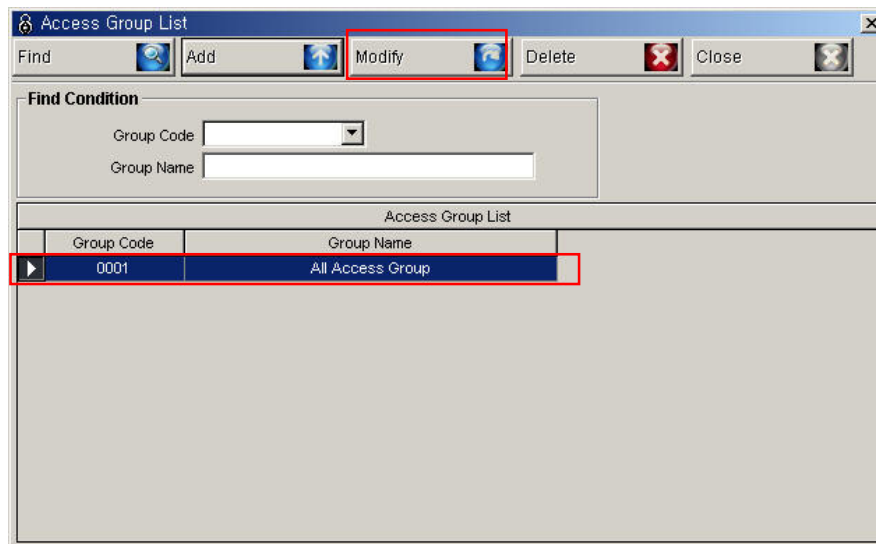 Access Group List
Find Add Modify Delete Close
Find Condition
Group Code
Group Name
Access Group List
Group Code Group Name
0001 All Access Group